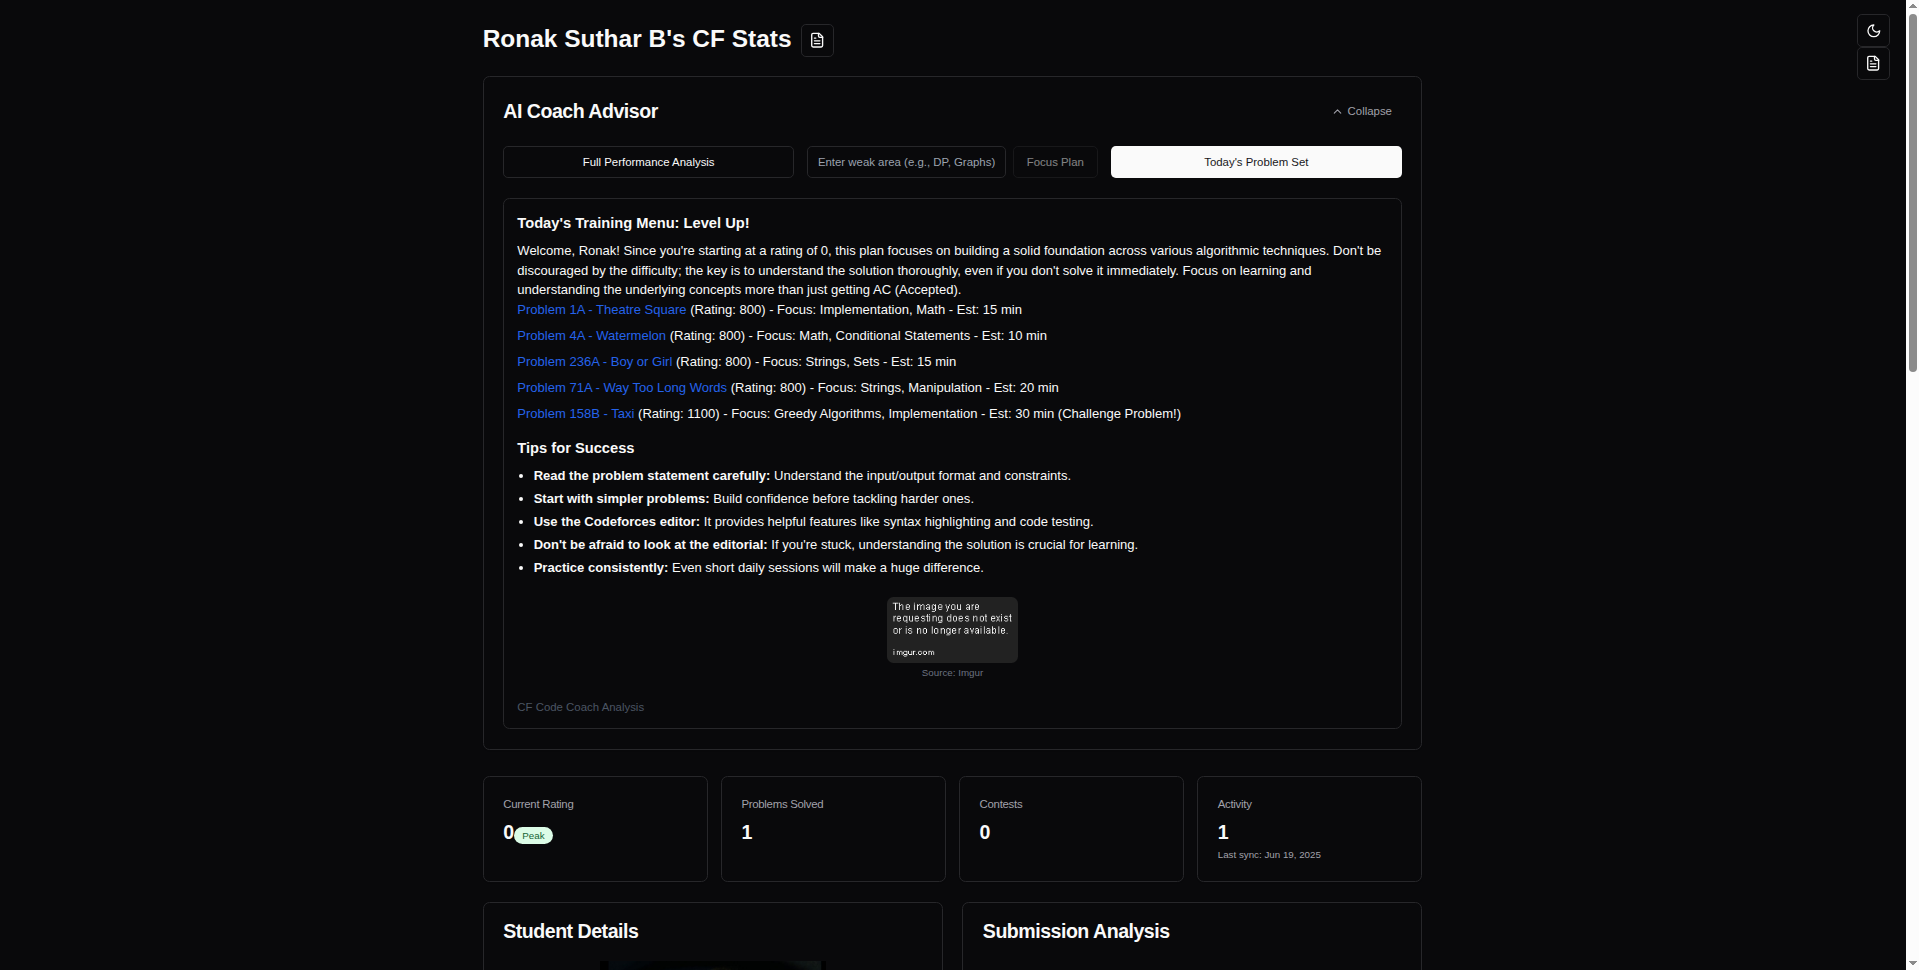 Ronak Suthar B's CF Stats
AI Coach Advisor
Collapse
Full Performance Analysis
Enter weak area (e.g., DP, Graphs)
Focus Plan
Today's Problem Set
Today's Training Menu: Level Up!
Welcome, Ronak! Since you're starting at a rating of 0, this plan focuses on building a solid foundation across various algorithmic techniques. Don't be
discouraged by the difficulty; the key is to understand the solution thoroughly, even if you don't solve it immediately. Focus on learning and
understanding the underlying concepts more than just getting AC (Accepted).
Problem 1A - Theatre Square (Rating: 800) - Focus: Implementation, Math - Est: 15 min
Problem 4A - Watermelon (Rating: 800) - Focus: Math, Conditional Statements - Est: 10 min
Problem 236A - Boy or Girl (Rating: 800) - Focus: Strings, Sets - Est: 15 min
Problem 71A - Way Too Long Words (Rating: 800) - Focus: Strings, Manipulation - Est: 20 min
Problem 158B - Taxi (Rating: 1100) - Focus: Greedy Algorithms, Implementation - Est: 30 min (Challenge Problem!)
Tips for Success
• Read the problem statement carefully: Understand the input/output format and constraints.
• Start with simpler problems: Build confidence before tackling harder ones.
• Use the Codeforces editor: It provides helpful features like syntax highlighting and code testing.
• Don't be afraid to look at the editorial: If you're stuck, understanding the solution is crucial for learning.
• Practice consistently: Even short daily sessions will make a huge difference.
The image you are
requesting does not exist
or is no longer available.
imgur.com
Source: Imgur
CF Code Coach Analysis
Current Rating
0 Peak
Problems Solved
1
Contests
0
Activity
1
Last sync: Jun 19, 2025
Student Details
Submission Analysis